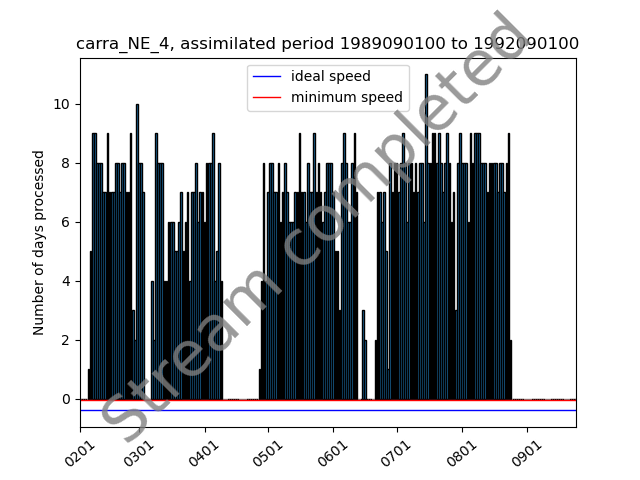 carra_NE_4, assimilated period 1989090100 to 1992090100
ideal speed
minimum speed
Stream completed
Number of days processed
10
8
6
4
2
0
0201
0301
0401
0501
0601
0701
0801
0901